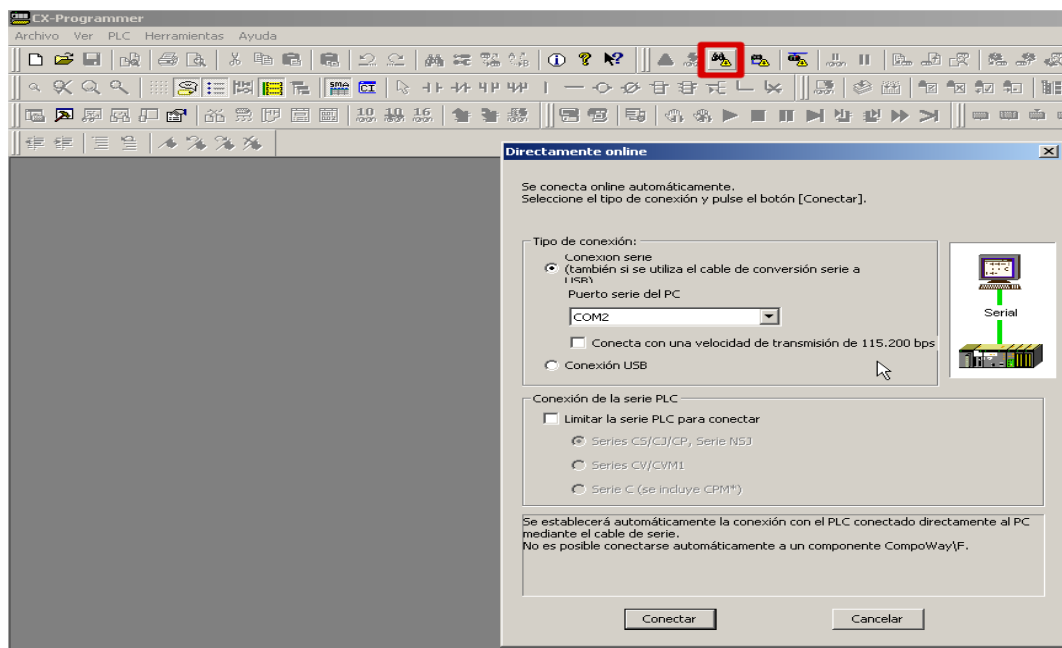 CX-Programmer
Archivo Ver PLC Herramientas Ayuda
SMA CI
10 10 16
Directamente online
Se conecta online automáticamente.
Seleccione el tipo de conexión y pulse el botón [Conectar].
Tipo de conexión:
Conexión serie
(también si se utiliza el cable de conversión serie a
USB)
Puerto serie del PC
COM2
Conecta con una velocidad de transmisión de 115.200 bps
Conexión USB
Serial
Conexión de la serie PLC
Limitar la serie PLC para conectar
Series CS/CJ/CP, Serie NSJ
Series CV/CVM1
Serie C (se incluye CPM*)
Se establecerá automáticamente la conexión con el PLC conectado directamente al PC
mediante el cable de serie.
No es posible conectarse automáticamente a un componente CompoWay\F.
Conectar Cancelar